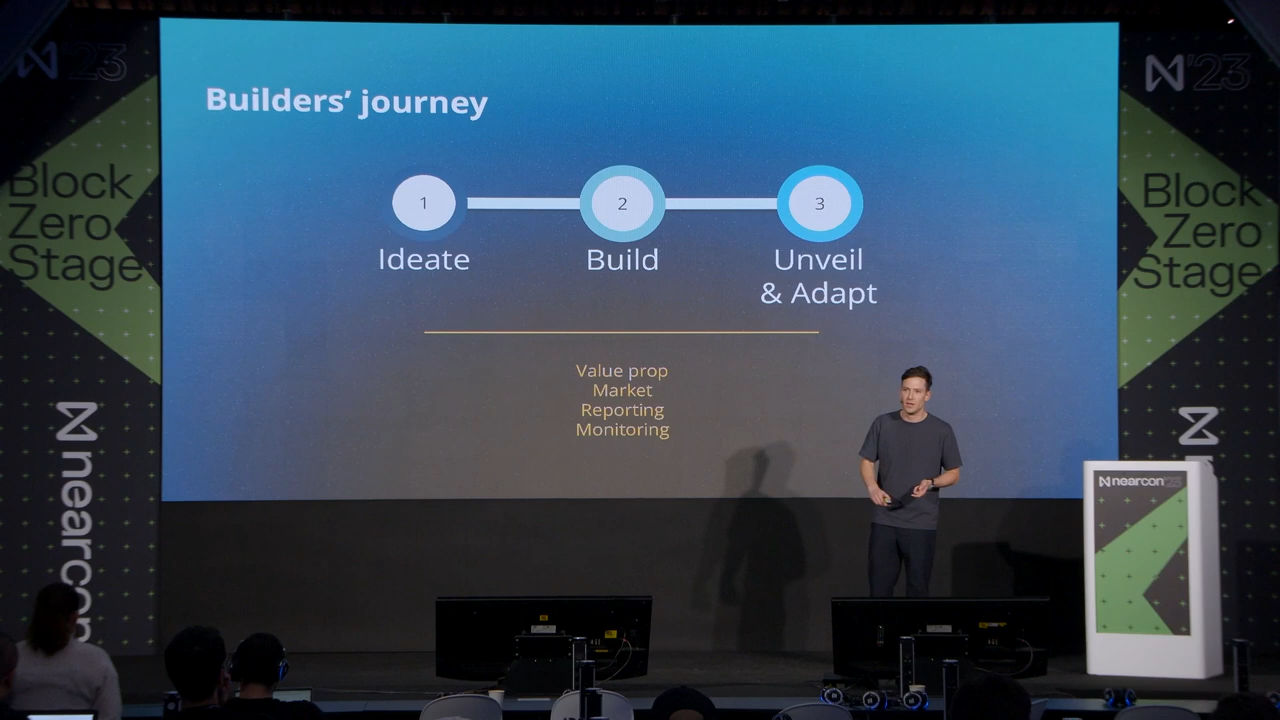 N'23
N'23
Builders' journey
1
2
3
Ideate
Build
Unveil
& Adapt
Value prop
Market
Reporting
Monitoring
Block
Zero
Stage
Block
Zero
Stage
nearcon
nearcon'23